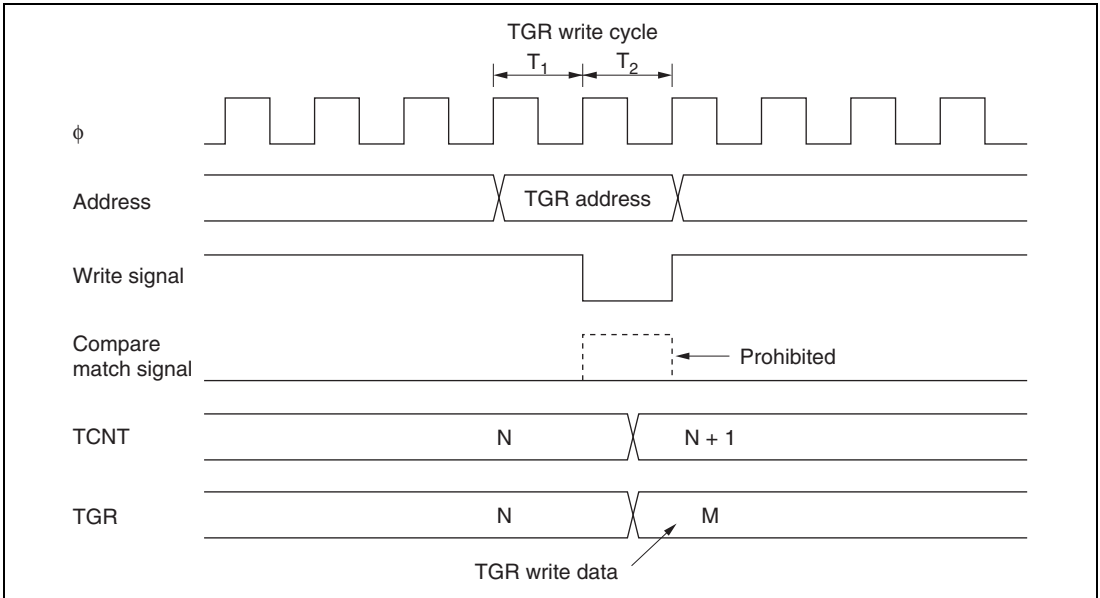 TGR write cycle
T1 T2
ϕ
Address
TGR address
Write signal
Compare
match signal
Prohibited
TCNT
N
N + 1
TGR
N
M
TGR write data